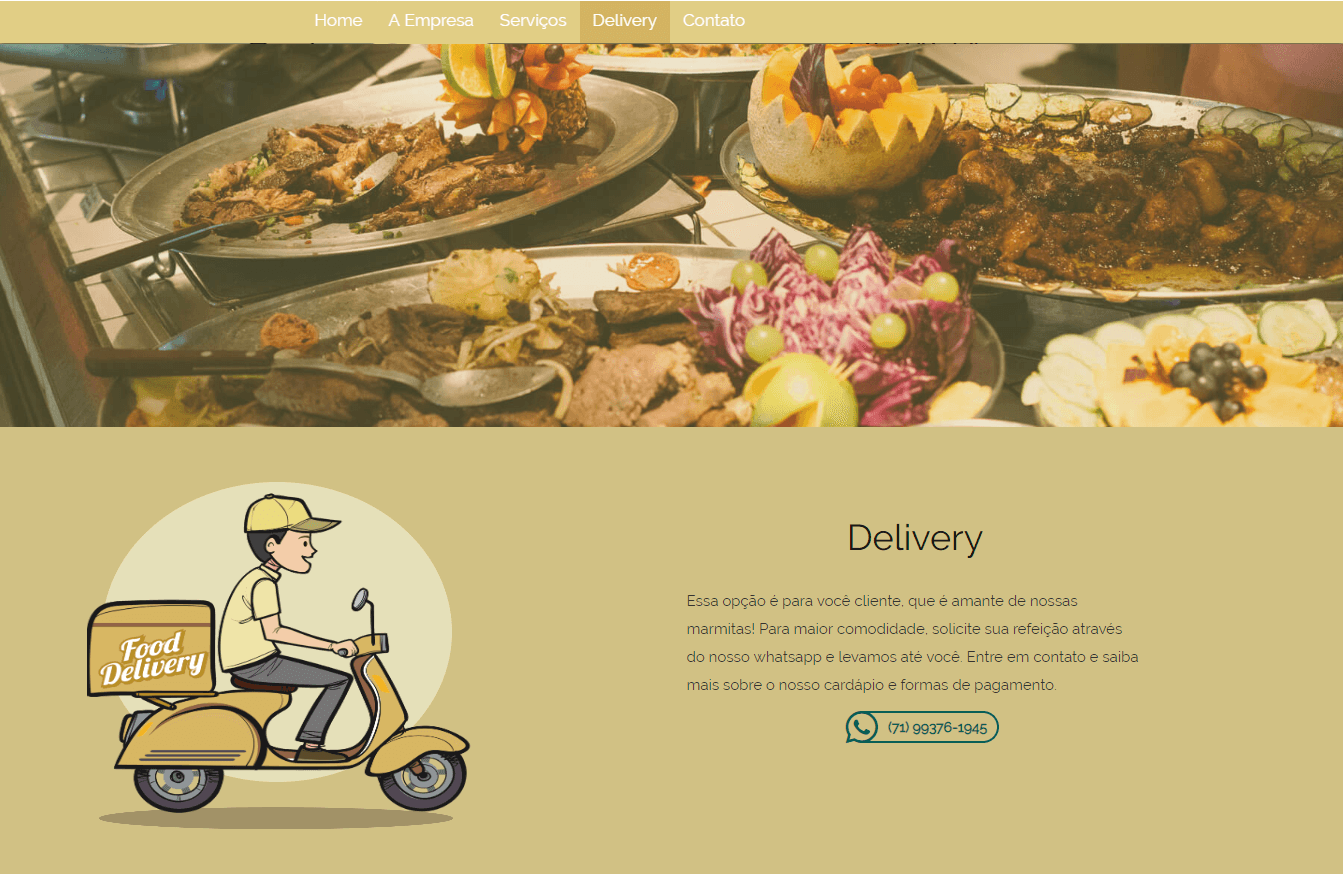 Home A Empresa Serviços Delivery Contato
Food
Delivery
Delivery
Essa opção é para você cliente, que é amante de nossas
marmitas! Para maior comodidade, solicite sua refeição através
do nosso whatsapp e levamos até você. Entre em contato e saiba
mais sobre o nosso cardápio e formas de pagamento.
(71) 99376-1945